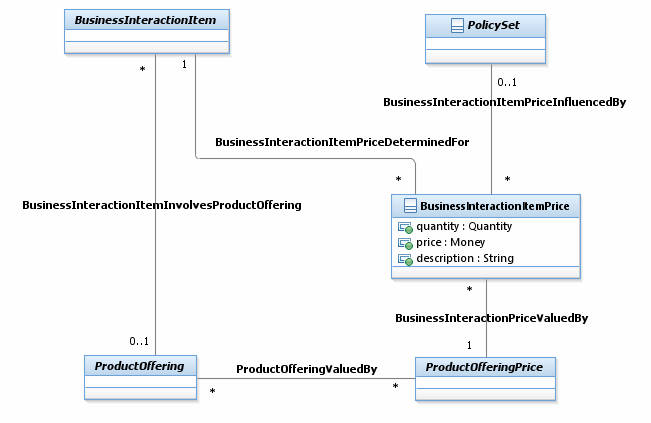 BusinessInteractionItem
PolicySet
* 1
0..1
BusinessInteractionItemPriceInfluencedBy
BusinessInteractionItemPriceDeterminedFor
* *
BusinessInteractionItemPrice
BusinessInteractionItemInvolvesProductOffering
quantity : Quantity
price : Money
description : String
*
BusinessInteractionPriceValuedBy
0..1 1
ProductOffering
ProductOfferingValuedBy
ProductOfferingPrice
* *